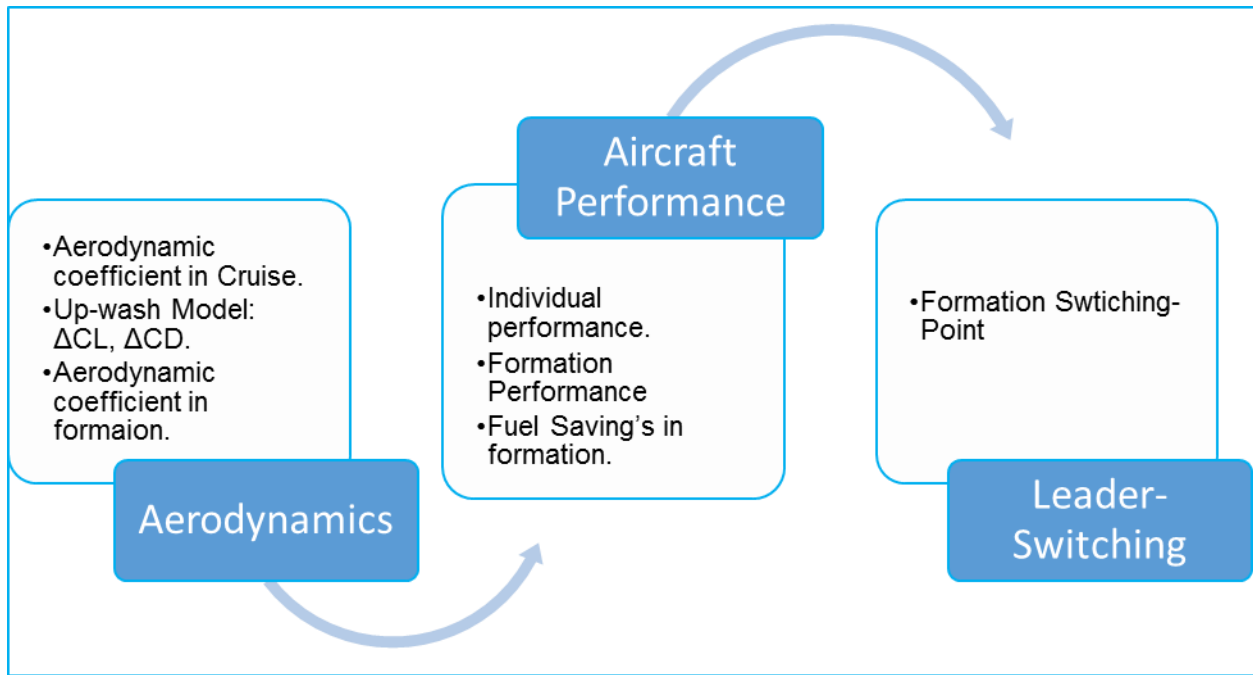 •Aerodynamic
coefficient in Cruise.
•Up-wash Model:
ΔCL, ΔCD.
•Aerodynamic
coefficient in
formaion.
Aerodynamics
Aircraft
Performance
•Individual
performance.
•Formation
Performance
•Fuel Saving’s in
formation.
•Formation Swtiching-
Point
Leader-
Switching